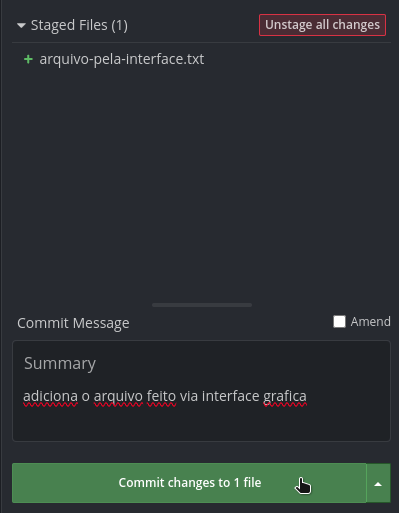 Staged Files (1)
Unstage all changes
+ arquivo-pela-interface.txt
Commit Message
Amend
Summary
adiciona o arquivo feito via interface grafica
Commit changes to 1 file